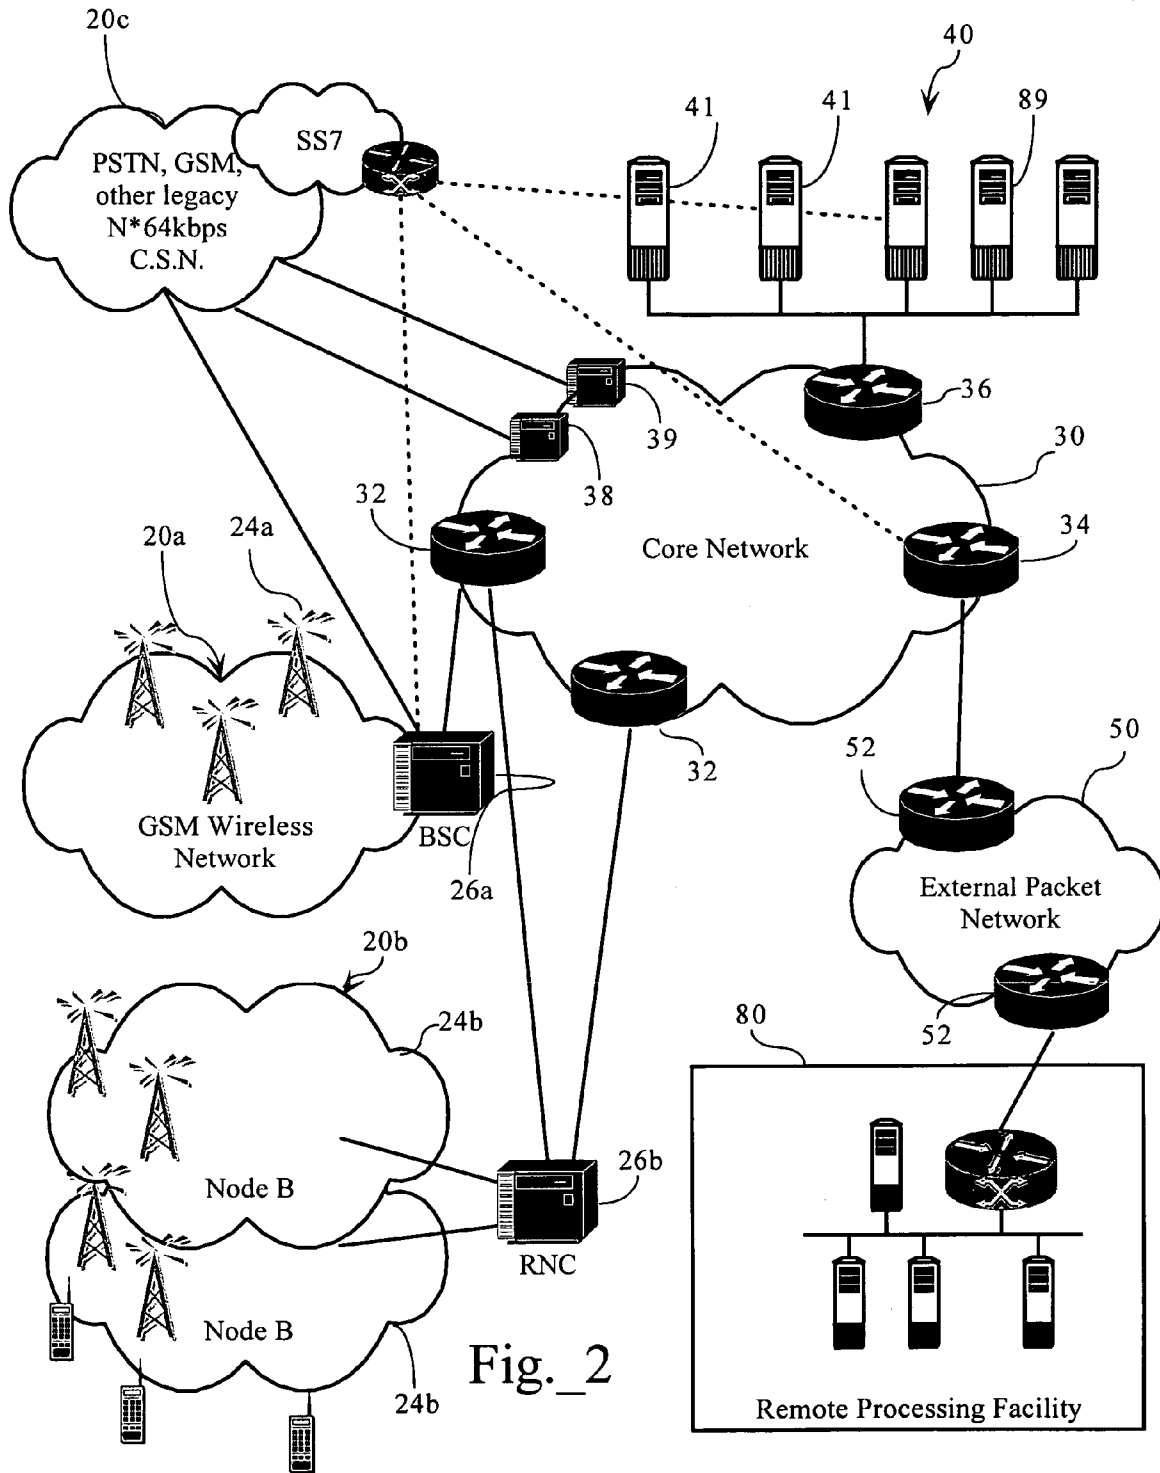 20c
40
41
41
89
SS7
PSTN, GSM,
other legacy
N*64kbps
C.S.N.
36
39
30
38
32
24a
20a
34
Core Network
32
52
50
GSM Wireless
Network
BSC
26a
External Packet
Network
20b
24b
52
80
26b
Node B
RNC
Node B
Fig._2
24b
Remote Processing Facility